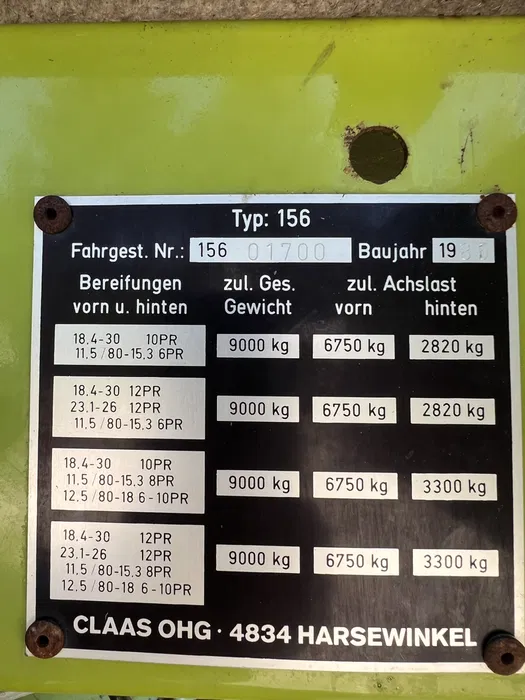 Typ: 156
Fahrgest. Nr.: 156 01700 Baujahr 19
Bereifungen zul. Ges. zul. Achslast
vorn u. hinten Gewicht vorn hinten
18.4-30 10PR
11.5/80-15.3 6PR 9000 kg 6750 kg 2820 kg
18.4-30 12PR
23.1-26 12PR 9000 kg 6750 kg 2820 kg
11.5/80-15.3 6PR
18.4-30 10PR
11.5/80-15.3 8PR 9000 kg 6750 kg 3300 kg
12.5/80-18 6-10PR
18.4-30 12PR
23.1-26 12PR
11.5/80-15.3 8PR 9000 kg 6750 kg 3300 kg
12.5/80-18 6-10PR
CLAAS OHG · 4834 HARSEWINKEL